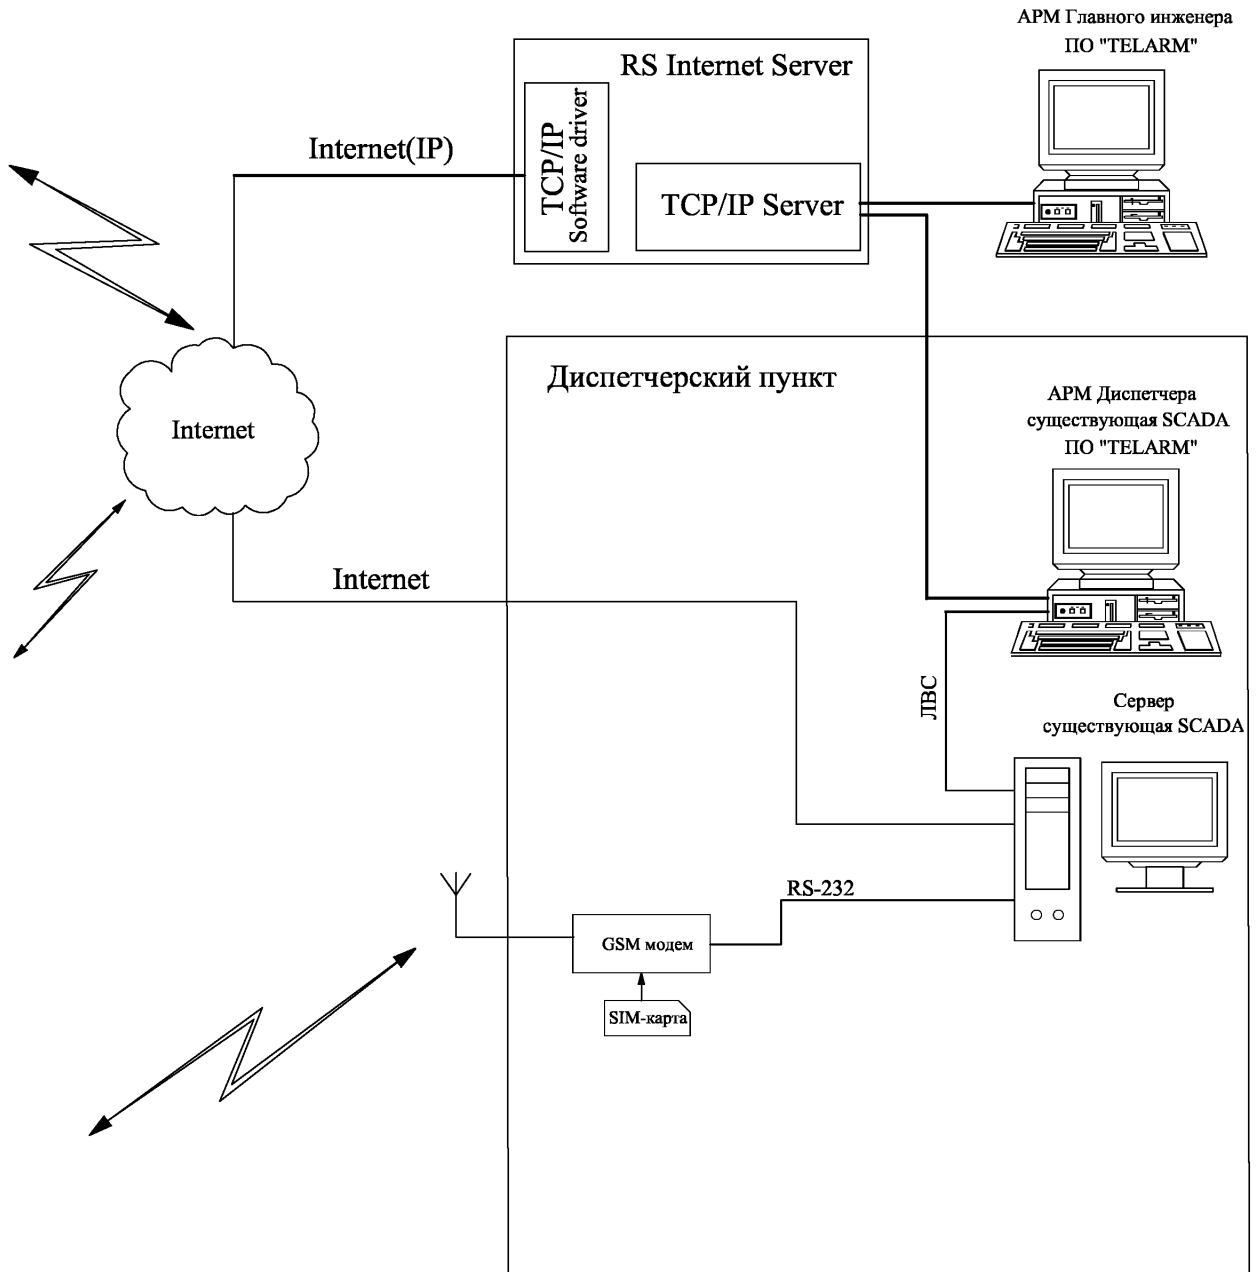 АРМ Главного инженера
ПО "TELARM"
RS Internet Server
TCP/IP
Software driver
Internet(IP)
TCP/IP Server
Диспетчерский пункт
АРМ Диспетчера
существующая SCADA
ПО "TELARM"
Internet
Internet
ЛВС
Сервер
существующая SCADA
RS-232
GSM модем
SIM-карта